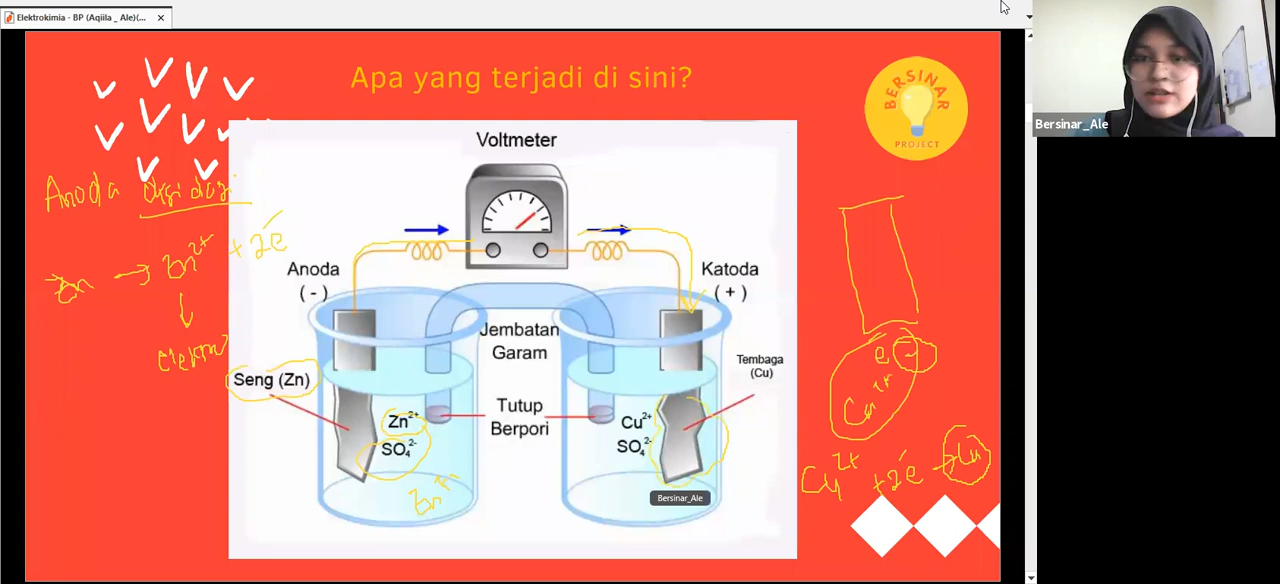 Elektrokimia - BP (Aqiila _ Ale)(...
Apa yang terjadi di sini?
BERSINAR
PROJECT
Bersinar_Ale
Voltmeter
Anoda
Zn → Zn²⁺ + 2e⁻
Anoda
( - )
Katoda
( + )
Jembatan
Garam
Seng (Zn)
Tembaga
(Cu)
Tutup
Berpori
Zn²⁺
SO₄²⁻
Cu²⁺
SO₄²⁻
e⁻
Cu²⁺
Cu²⁺ + 2e⁻ → Cu
Bersinar_Ale